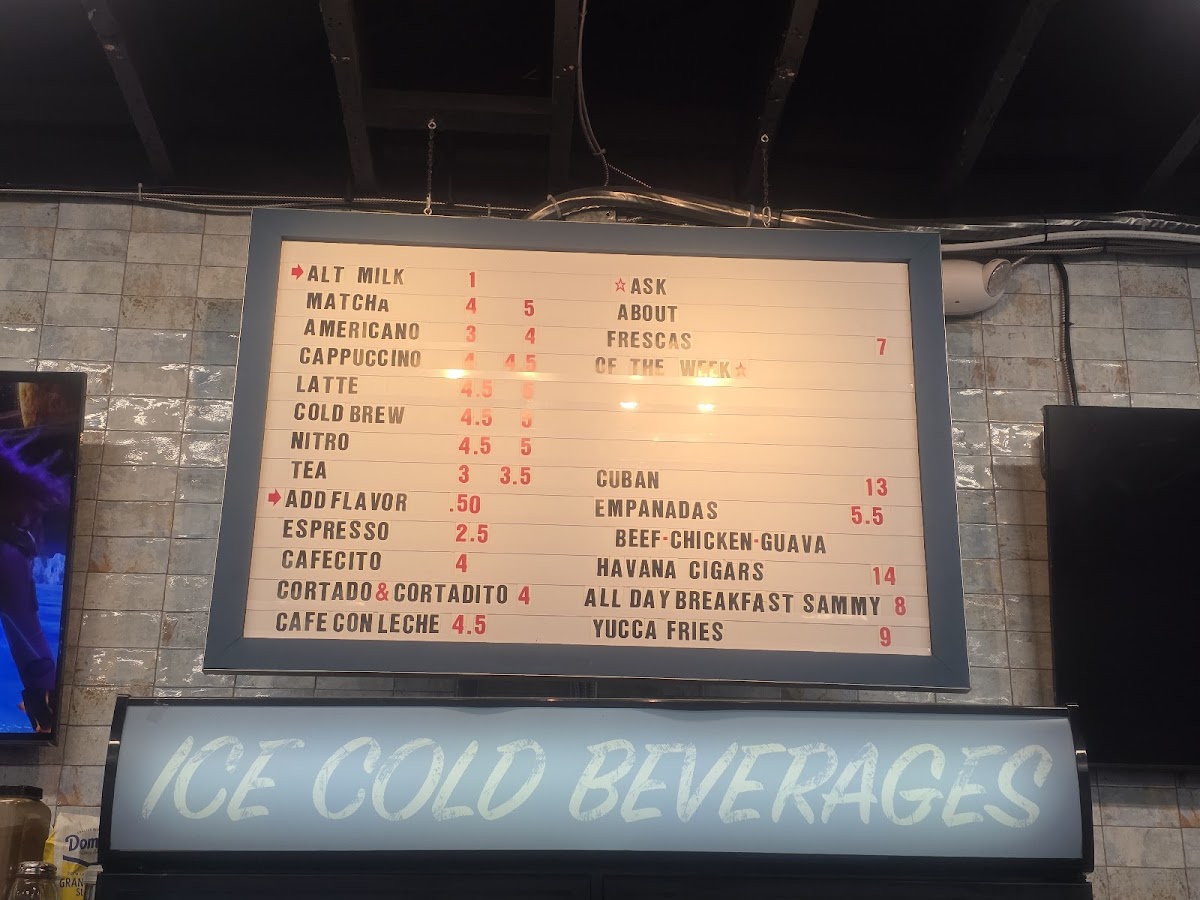 ➡ALT MILK 1
MATCHA 4 5
AMERICANO 3 4
CAPPUCCINO 4 4.5
LATTE 4.5
COLD BREW 4.5 5
NITRO 4.5 5
TEA 3 3.5
➡ADD FLAVOR .50
ESPRESSO 2.5
CAFECITO 4
CORTADO & CORTADITO 4
CAFE CON LECHE 4.5
☆ASK
ABOUT
FRESCAS 7
OF THE WEEK☆
CUBAN 13
EMPANADAS 5.5
BEEF-CHICKEN-GUAVA
HAVANA CIGARS 14
ALL DAY BREAKFAST SAMMY 8
YUCCA FRIES 9
ICE COLD BEVERAGES